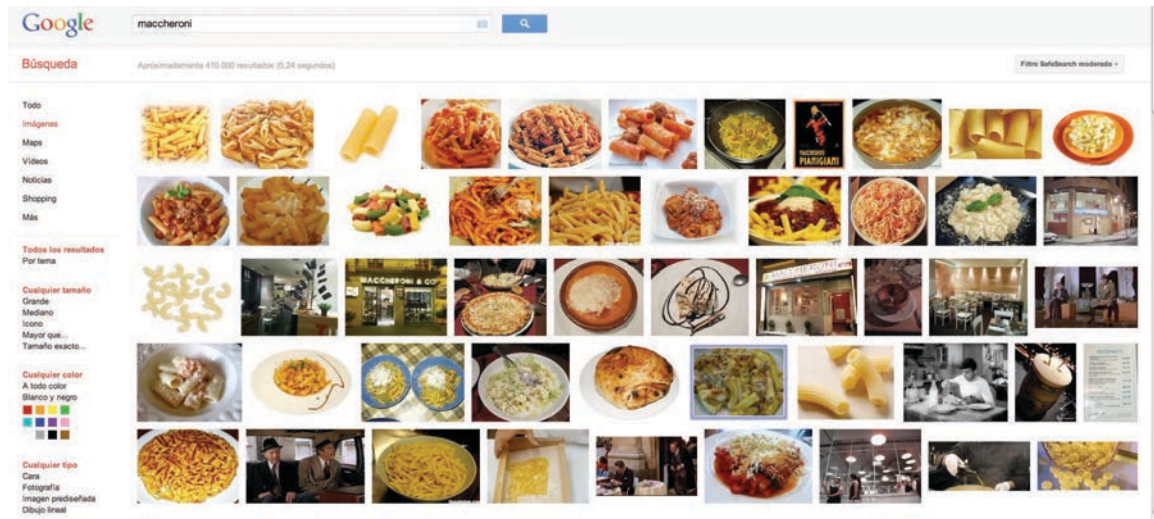 Google
maccheroni
Búsqueda
Aproximadamente 410.000 resultados (0,24 segundos)
Filtro SafeSearch moderado
Todo
Imágenes
Maps
Vídeos
Noticias
Shopping
Más
Todos los resultados
Por tema
Cualquier tamaño
Grande
Mediano
Icono
Mayor que...
Tamaño exacto...
Cualquier color
A todo color
Blanco y negro
Cualquier tipo
Cara
Fotografía
Imagen prediseñada
Dibujo lineal
MACCHERONI
PIANIGIANI
MACCHERONI & CO
MACCHERONI